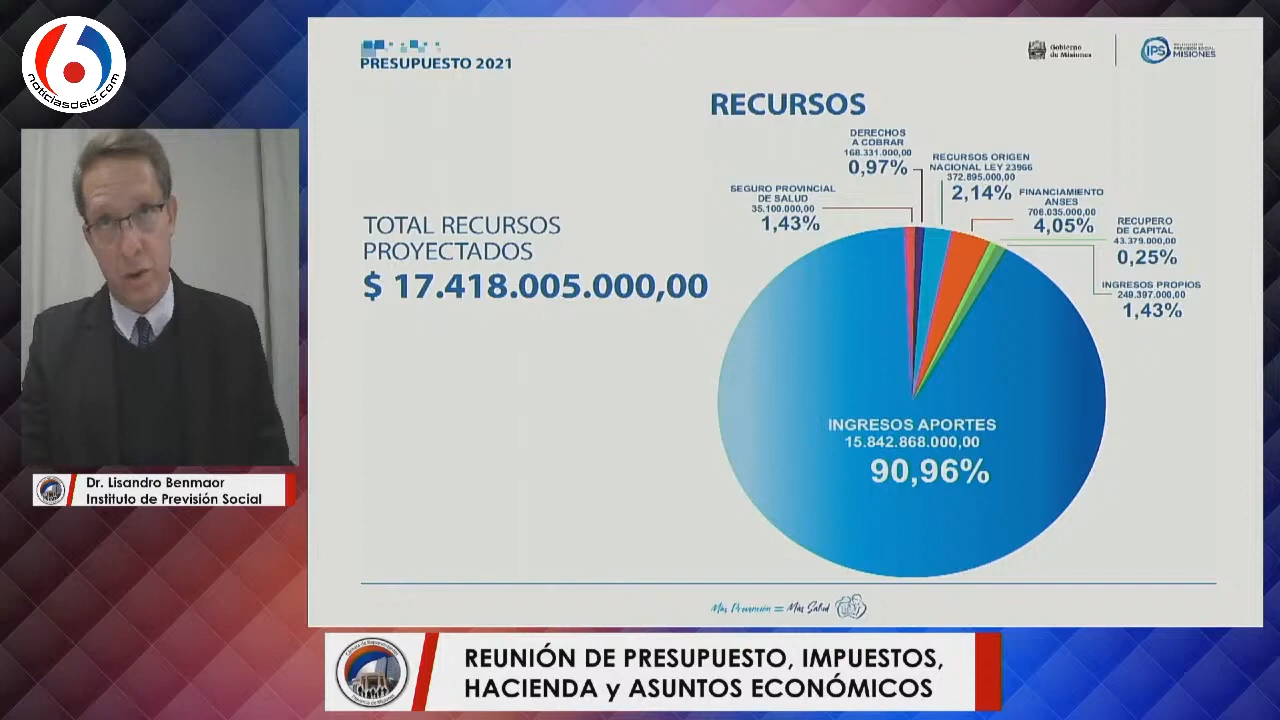 noticiasdel6.com
PRESUPUESTO 2021
Gobierno
de Misiones
IPS
MISIONES
RECURSOS
DERECHOS
A COBRAR
168.331.000,00
0,97%
RECURSOS ORIGEN
NACIONAL LEY 23966
372.895.000,00
2,14%
SEGURO PROVINCIAL
DE SALUD
35.100.000,00
1,43%
FINANCIAMIENTO
ANSES
706.035.000,00
4,05%
RECUPERO
DE CAPITAL
43.379.000,00
0,25%
INGRESOS PROPIOS
249.397.000,00
1,43%
TOTAL RECURSOS
PROYECTADOS
$ 17.418.005.000,00
INGRESOS APORTES
15.842.868.000,00
90,96%
Dr. Lisandro Benmaor
Instituto de Previsión Social
Más Prevención = Más Salud
REUNIÓN DE PRESUPUESTO, IMPUESTOS,
HACIENDA y ASUNTOS ECONÓMICOS